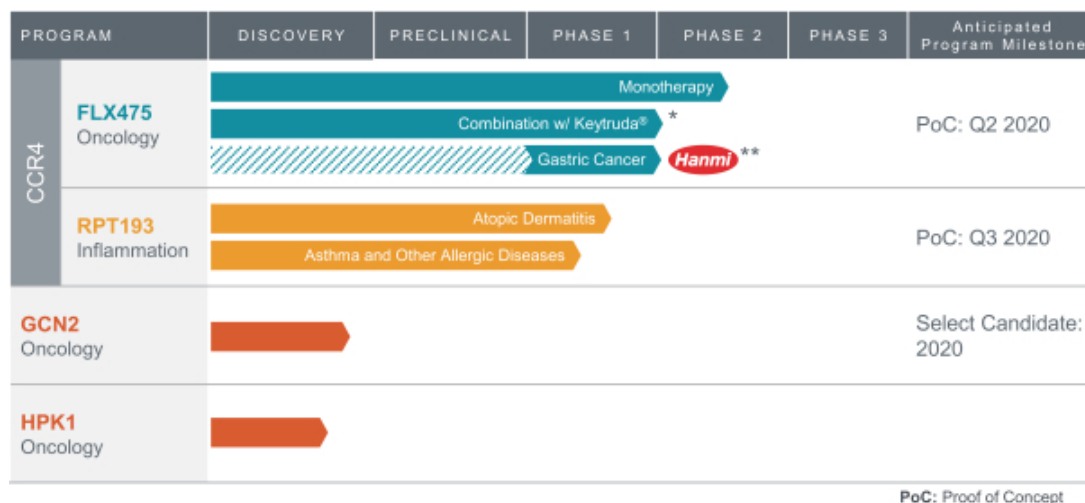 PROGRAM DISCOVERY PRECLINICAL PHASE 1 PHASE 2 PHASE 3 Anticipated
Program Milestone
CCR4
FLX475
Oncology
Monotherapy
Combination w/ Keytruda® *
Gastric Cancer Hanmi **
PoC: Q2 2020
RPT193
Inflammation
Atopic Dermatitis
Asthma and Other Allergic Diseases
PoC: Q3 2020
GCN2
Oncology
Select Candidate:
2020
HPK1
Oncology
PoC: Proof of Concept